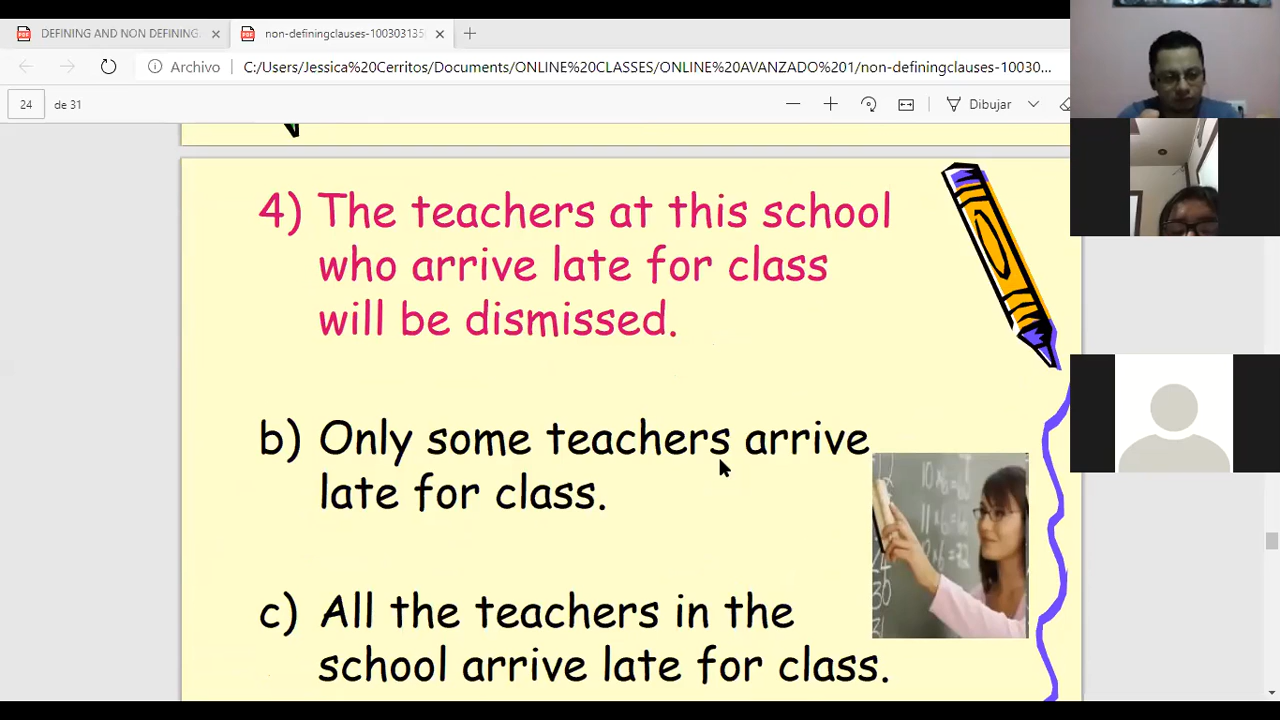 DEFINING AND NON DEFINING.
non-definingclauses-100303135
Archivo
C:/Users/Jessica%20Cerritos/Documents/ONLINE%20CLASSES/ONLINE%20AVANZADO%201/non-definingclauses-10030...
24 de 31
Dibujar
4) The teachers at this school
who arrive late for class
will be dismissed.
b) Only some teachers arrive
late for class.
c) All the teachers in the
school arrive late for class.